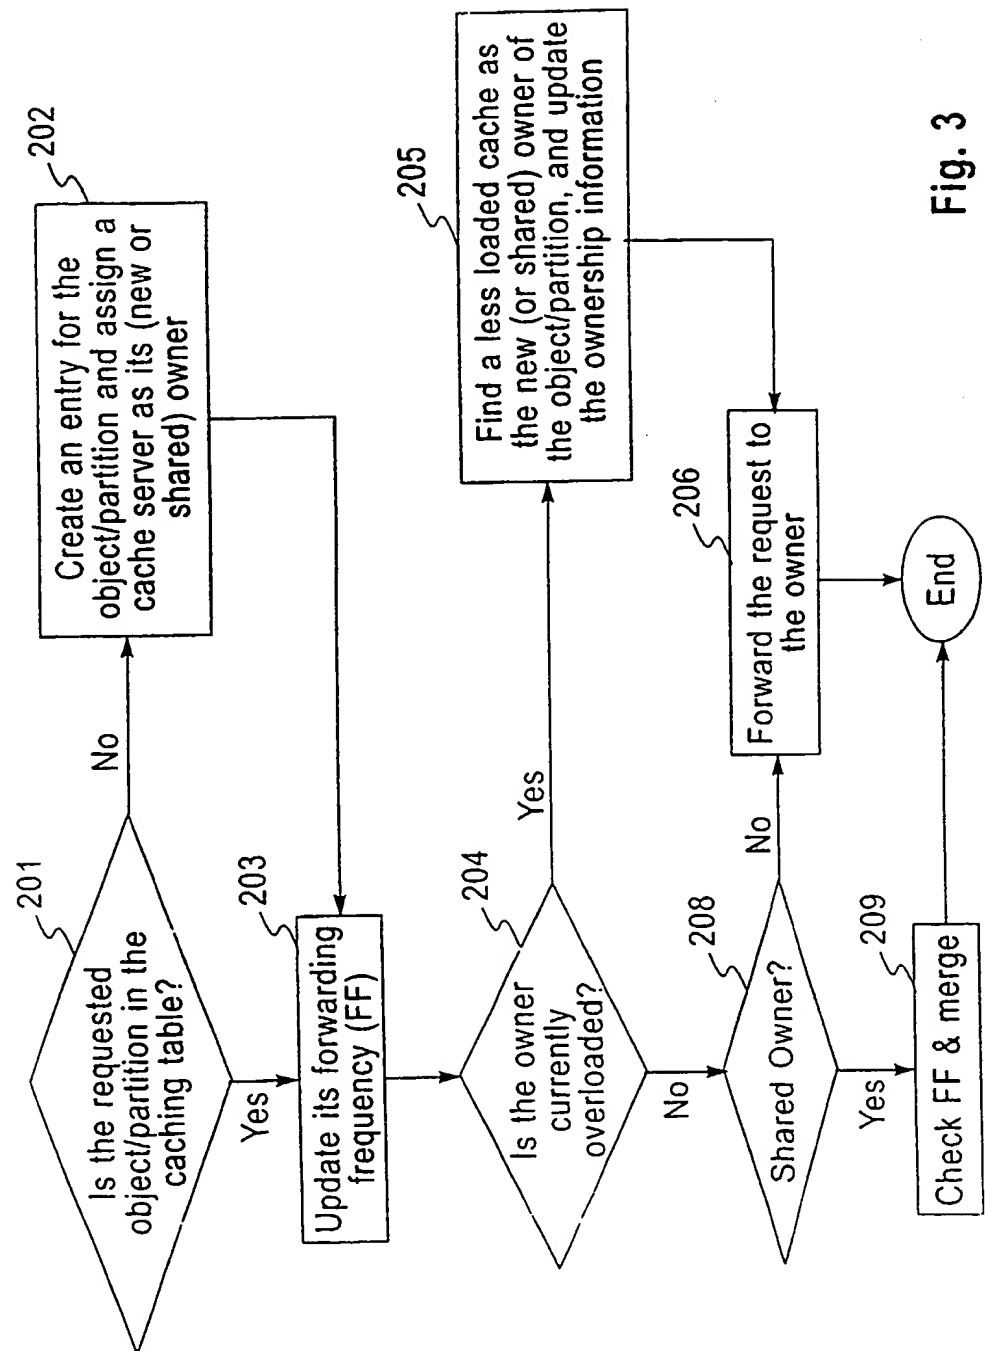 201
Is the requested
object/partition in the
caching table?
No
202
Create an entry for the
object/partition and assign a
cache server as its (new or
shared) owner
Yes
203
Update its forwarding
frequency (FF)
204
Is the owner
currently
overloaded?
Yes
205
Find a less loaded cache as
the new (or shared) owner of
the object/partition, and update
the ownership information
No
208
Shared Owner?
No
206
Forward the request to
the owner
Yes
209
Check FF & merge
End
Fig. 3